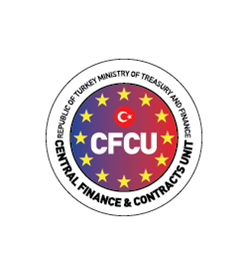 REPUBLIC OF TURKEY MINISTRY OF TREASURY AND FINANCE
CFCU
CENTRAL FINANCE & CONTRACTS UNIT